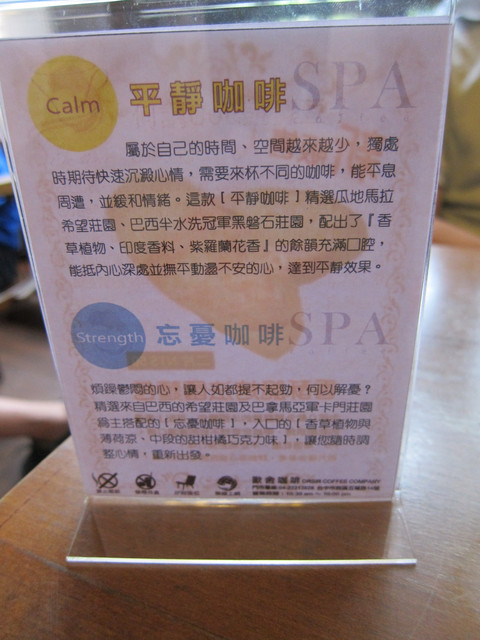 Calm
平靜咖啡SPA
屬於自己的時間、空間越來越少，獨處
時期待快速沉澱心情，需要來杯不同的咖啡，能平息
周遭，並緩和情緒。這款【平靜咖啡】精選瓜地馬拉
希望莊園、巴西半水洗冠軍黑磐石莊園，配出了『香
草植物、印度香料、紫羅蘭花香』的餘韻充滿口腔，
能抵內心深處並撫平動盪不安的心，達到平靜效果。
Strength
忘憂咖啡SPA
煩躁鬱悶的心，讓人如都提不起勁，何以解憂？
精選來自巴西的希望莊園及巴拿馬亞軍卡門莊園
為主搭配的【忘憂咖啡】，入口的【香草植物與
薄荷涼、中段的甜柑橘巧克力味】，讓您隨時調
整心情，重新出發。
歐舍咖啡 ORSIR COFFEE COMPANY